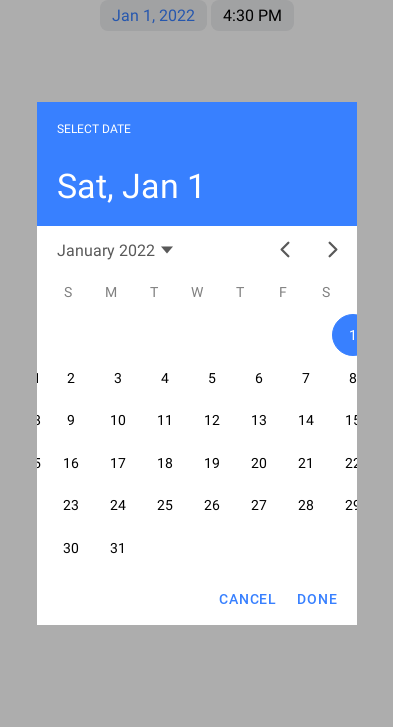 Jan 1, 2022 4:30 PM
SELECT DATE
Sat, Jan 1
January 2022
S M T W T F S
1
2 3 4 5 6 7 8
9 10 11 12 13 14 15
16 17 18 19 20 21 22
23 24 25 26 27 28 29
30 31
CANCEL DONE